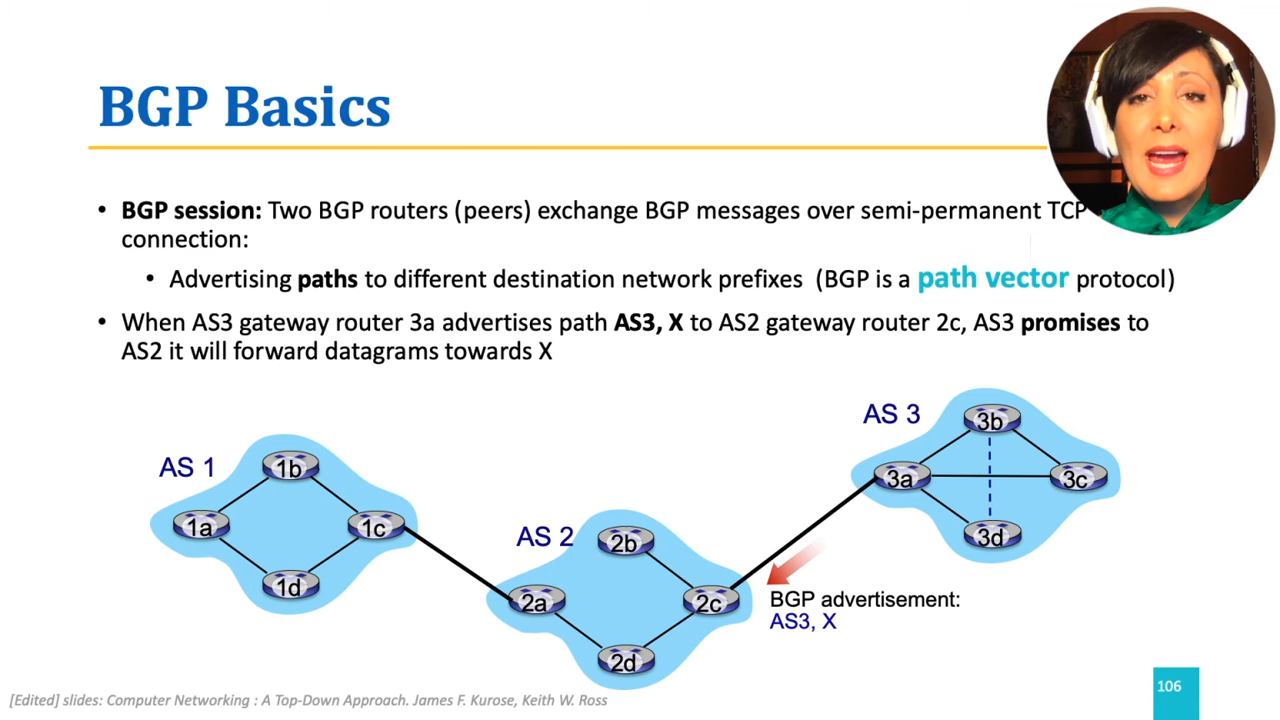 BGP Basics
• BGP session: Two BGP routers (peers) exchange BGP messages over semi-permanent TCP
connection:
• Advertising paths to different destination network prefixes (BGP is a path vector protocol)
• When AS3 gateway router 3a advertises path AS3, X to AS2 gateway router 2c, AS3 promises to
AS2 it will forward datagrams towards X
AS 1
1b
1a
1c
1d
AS 2
2b
2a
2c
2d
AS 3
3b
3a
3c
3d
BGP advertisement:
AS3, X
[Edited] slides: Computer Networking : A Top-Down Approach. James F. Kurose, Keith W. Ross
106